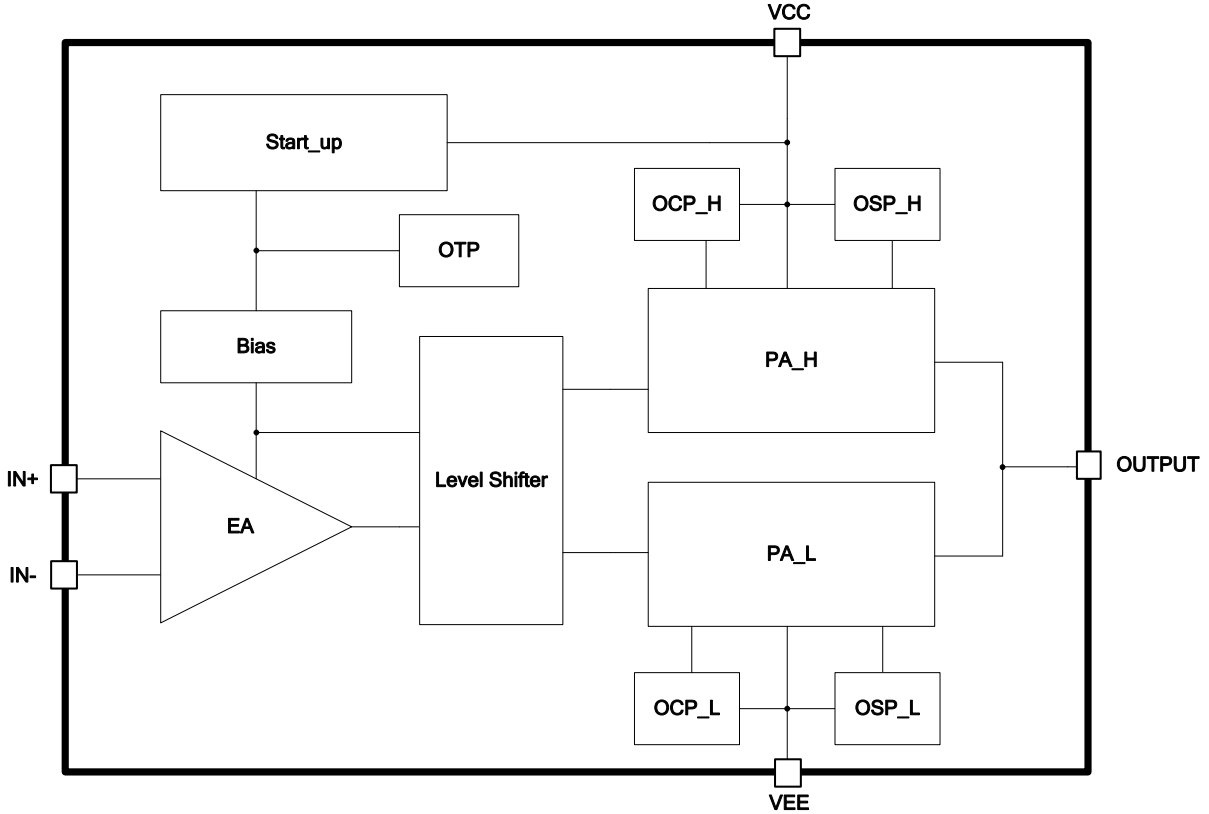 VCC
Start_up
OCP_H
OSP_H
OTP
Bias
PA_H
Level Shifter
IN+
OUTPUT
EA
PA_L
IN-
OCP_L
OSP_L
VEE